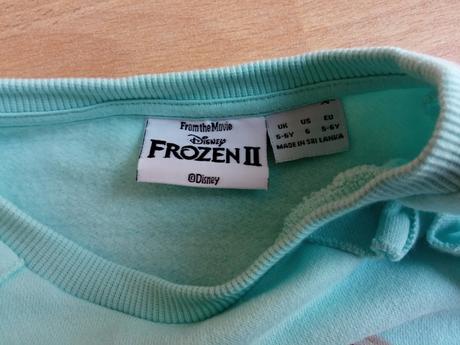 From the Movie
Disney
FROZEN II
©Disney
UK US EU
5-6Y 6 5-6Y
MADE IN SRI LANKA